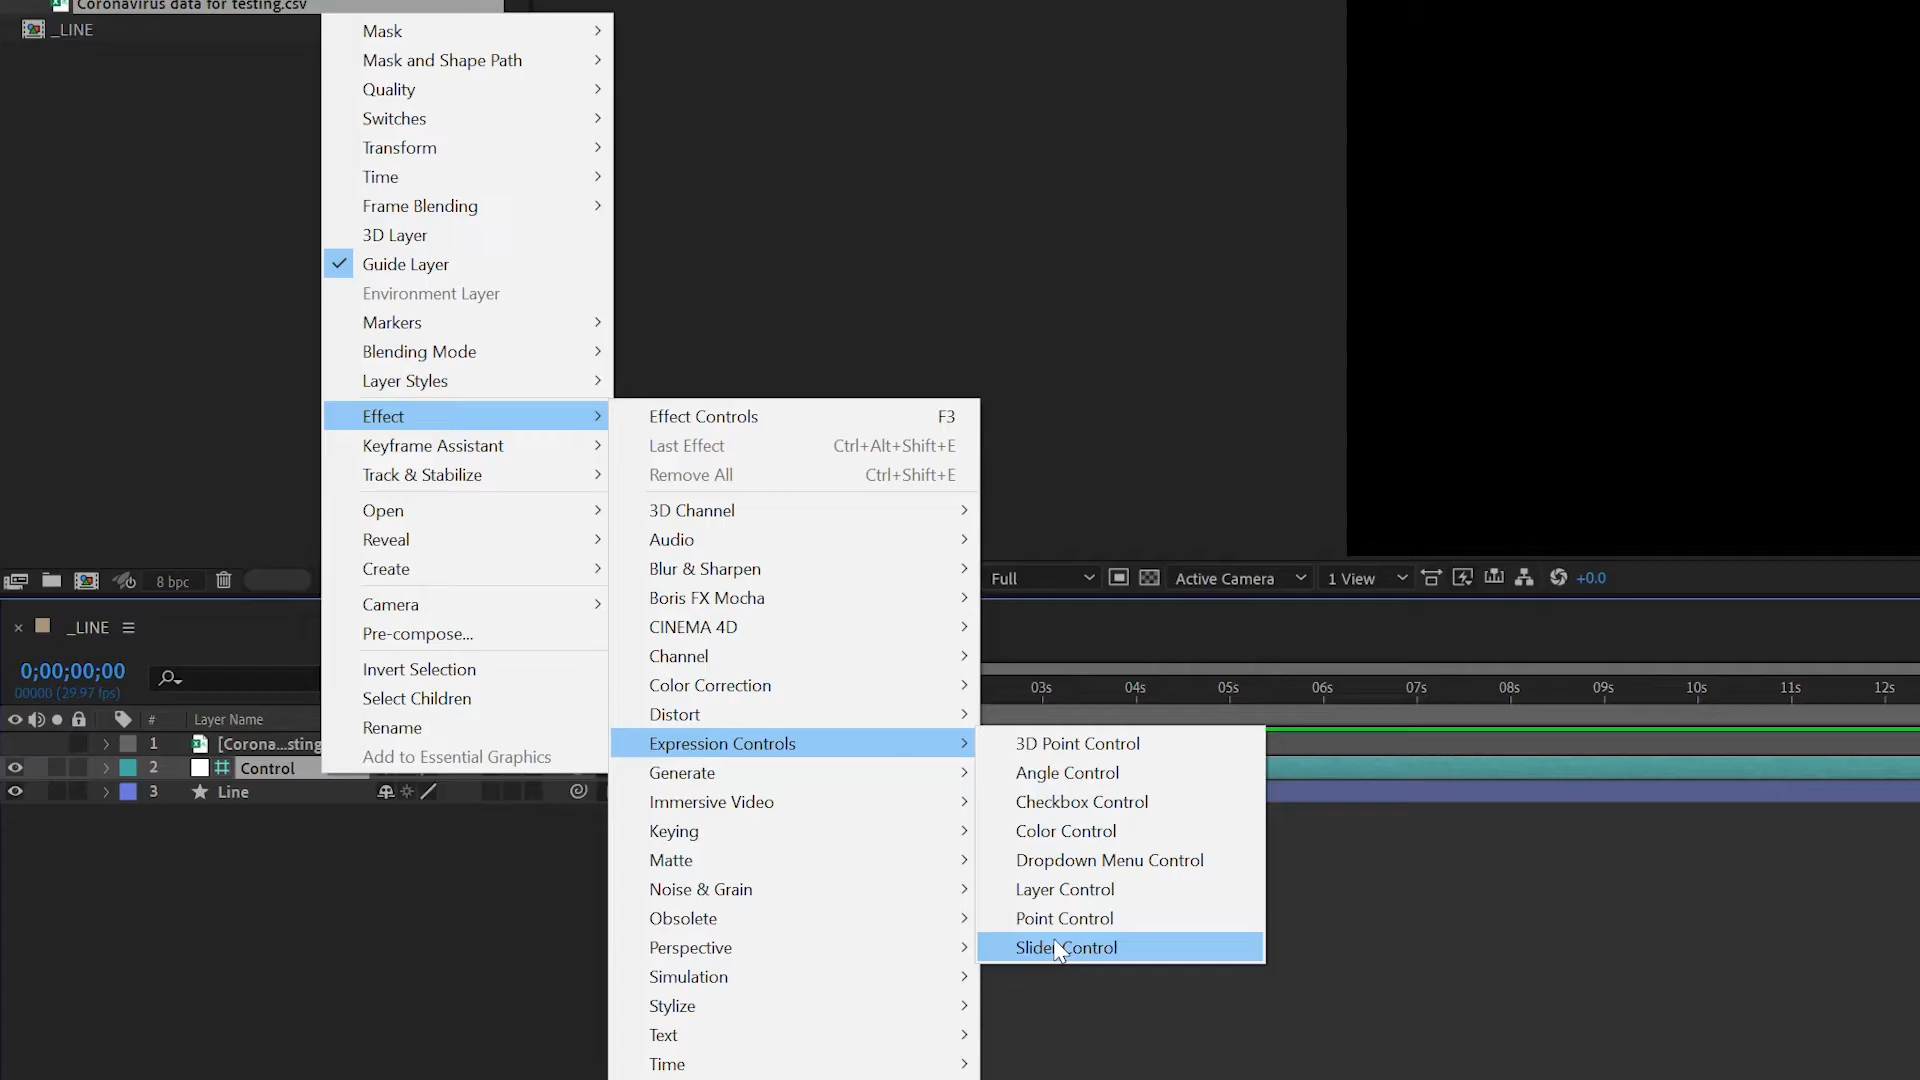 Coronavirus data for testing.csv
_LINE
Mask
Mask and Shape Path
Quality
Switches
Transform
Time
Frame Blending
3D Layer
Guide Layer
Environment Layer
Markers
Blending Mode
Layer Styles
Effect
Keyframe Assistant
Track & Stabilize
Open
Reveal
Create
Camera
Pre-compose...
Invert Selection
Select Children
Rename
Add to Essential Graphics
Effect Controls F3
Last Effect Ctrl+Alt+Shift+E
Remove All Ctrl+Shift+E
3D Channel
Audio
Blur & Sharpen
Boris FX Mocha
CINEMA 4D
Channel
Color Correction
Distort
Expression Controls
Generate
Immersive Video
Keying
Matte
Noise & Grain
Obsolete
Perspective
Simulation
Stylize
Text
Time
3D Point Control
Angle Control
Checkbox Control
Color Control
Dropdown Menu Control
Layer Control
Point Control
Slider Control
8 bpc
Full Active Camera 1 View +0.0
_LINE
0;00;00;00
00000 (29.97 fps)
03s 04s 05s 06s 07s 08s 09s 10s 11s 12s
# Layer Name
1 [Corona...sting
2 Control
3 Line